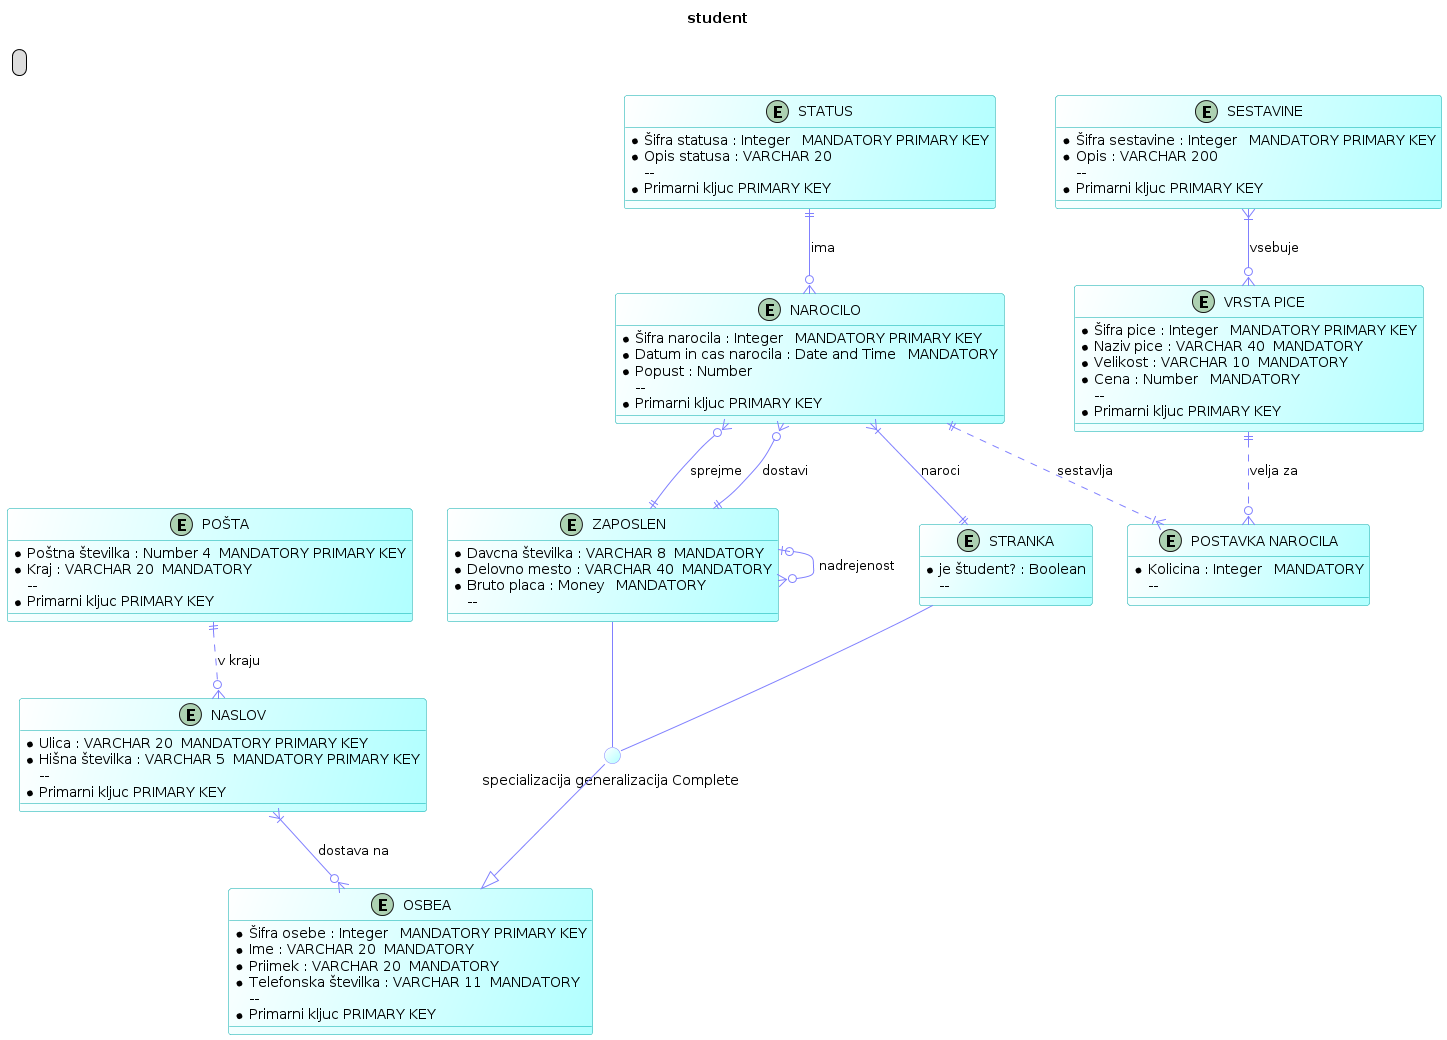 student
E STATUS
Šifra statusa : Integer   MANDATORY PRIMARY KEY
Opis statusa : VARCHAR 20
--
Primarni kljuc PRIMARY KEY
E SESTAVINE
Šifra sestavine : Integer   MANDATORY PRIMARY KEY
Opis : VARCHAR 200
--
Primarni kljuc PRIMARY KEY
ima
vsebuje
E NAROCILO
Šifra narocila : Integer   MANDATORY PRIMARY KEY
Datum in cas narocila : Date and Time   MANDATORY
Popust : Number
--
Primarni kljuc PRIMARY KEY
E VRSTA PICE
Šifra pice : Integer   MANDATORY PRIMARY KEY
Naziv pice : VARCHAR 40  MANDATORY
Velikost : VARCHAR 10  MANDATORY
Cena : Number   MANDATORY
--
Primarni kljuc PRIMARY KEY
sprejme
dostavi
naroci
sestavlja
velja za
E POŠTA
Poštna številka : Number 4  MANDATORY PRIMARY KEY
Kraj : VARCHAR 20  MANDATORY
--
Primarni kljuc PRIMARY KEY
E ZAPOSLEN
Davcna številka : VARCHAR 8  MANDATORY
Delovno mesto : VARCHAR 40  MANDATORY
Bruto placa : Money   MANDATORY
--
nadrejenost
E STRANKA
je študent? : Boolean
--
E POSTAVKA NAROCILA
Kolicina : Integer   MANDATORY
--
v kraju
E NASLOV
Ulica : VARCHAR 20  MANDATORY PRIMARY KEY
Hišna številka : VARCHAR 5  MANDATORY PRIMARY KEY
--
Primarni kljuc PRIMARY KEY
specializacija generalizacija Complete
dostava na
E OSBEA
Šifra osebe : Integer   MANDATORY PRIMARY KEY
Ime : VARCHAR 20  MANDATORY
Priimek : VARCHAR 20  MANDATORY
Telefonska številka : VARCHAR 11  MANDATORY
--
Primarni kljuc PRIMARY KEY